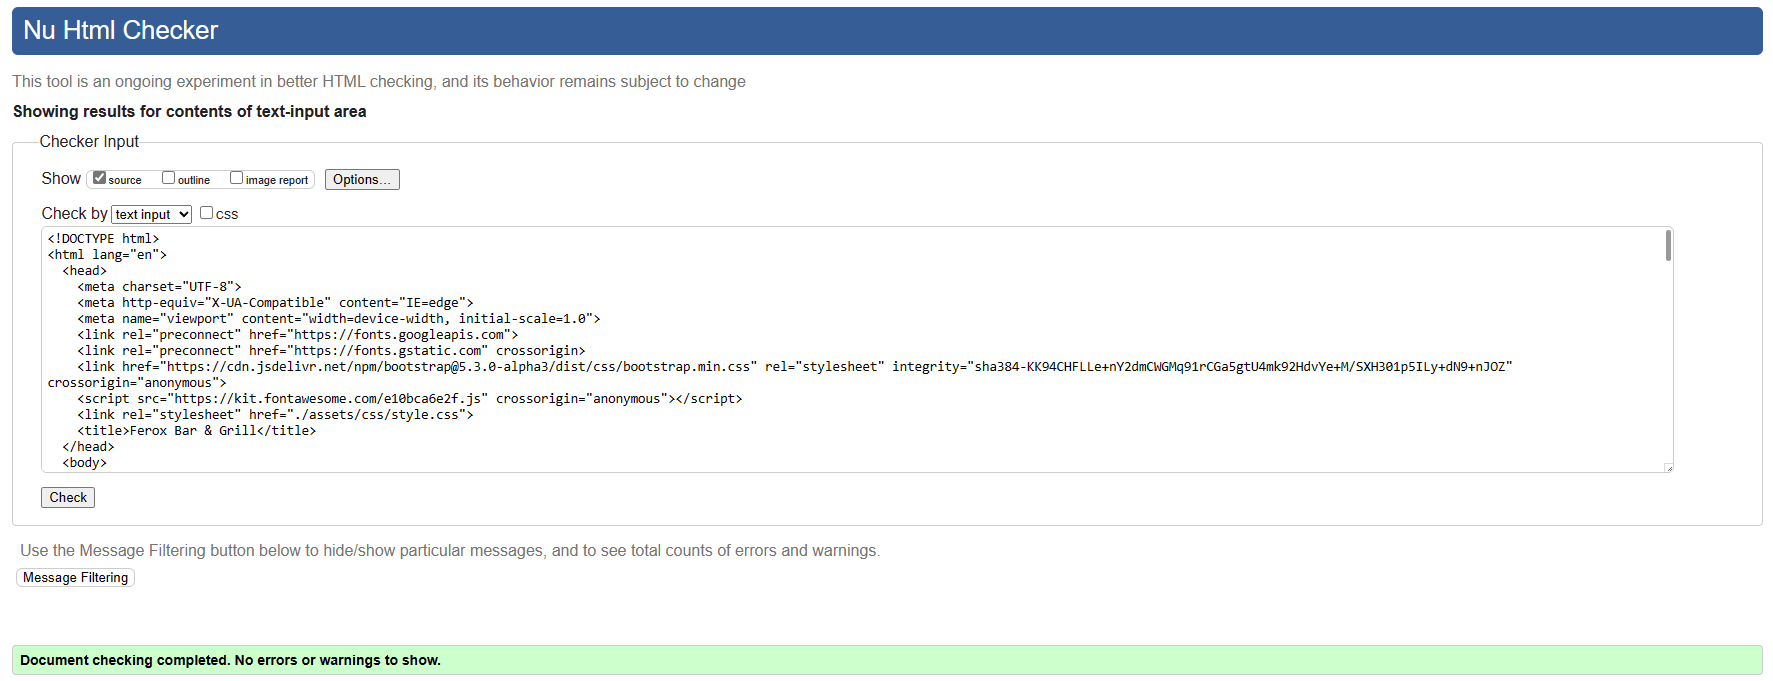 Nu Html Checker
This tool is an ongoing experiment in better HTML checking, and its behavior remains subject to change
Showing results for contents of text-input area
Checker Input
Show source outline image report Options...
Check by text input css
<!DOCTYPE html>
<html lang="en">
<head>
<meta charset="UTF-8">
<meta http-equiv="X-UA-Compatible" content="IE=edge">
<meta name="viewport" content="width=device-width, initial-scale=1.0">
<link rel="preconnect" href="https://fonts.googleapis.com">
<link rel="preconnect" href="https://fonts.gstatic.com" crossorigin>
<link href="https://cdn.jsdelivr.net/npm/bootstrap@5.3.0-alpha3/dist/css/bootstrap.min.css" rel="stylesheet" integrity="sha384-KK94CHFLLe+nY2dmCWGMq91rCGa5gtU4mk92HdvYe+M/SXH301p5ILy+dN9+nJOZ"
crossorigin="anonymous">
<script src="https://kit.fontawesome.com/e10bca6e2f.js" crossorigin="anonymous"></script>
<link rel="stylesheet" href="./assets/css/style.css">
<title>Ferox Bar & Grill</title>
</head>
<body>
Check
Use the Message Filtering button below to hide/show particular messages, and to see total counts of errors and warnings.
Message Filtering
Document checking completed. No errors or warnings to show.